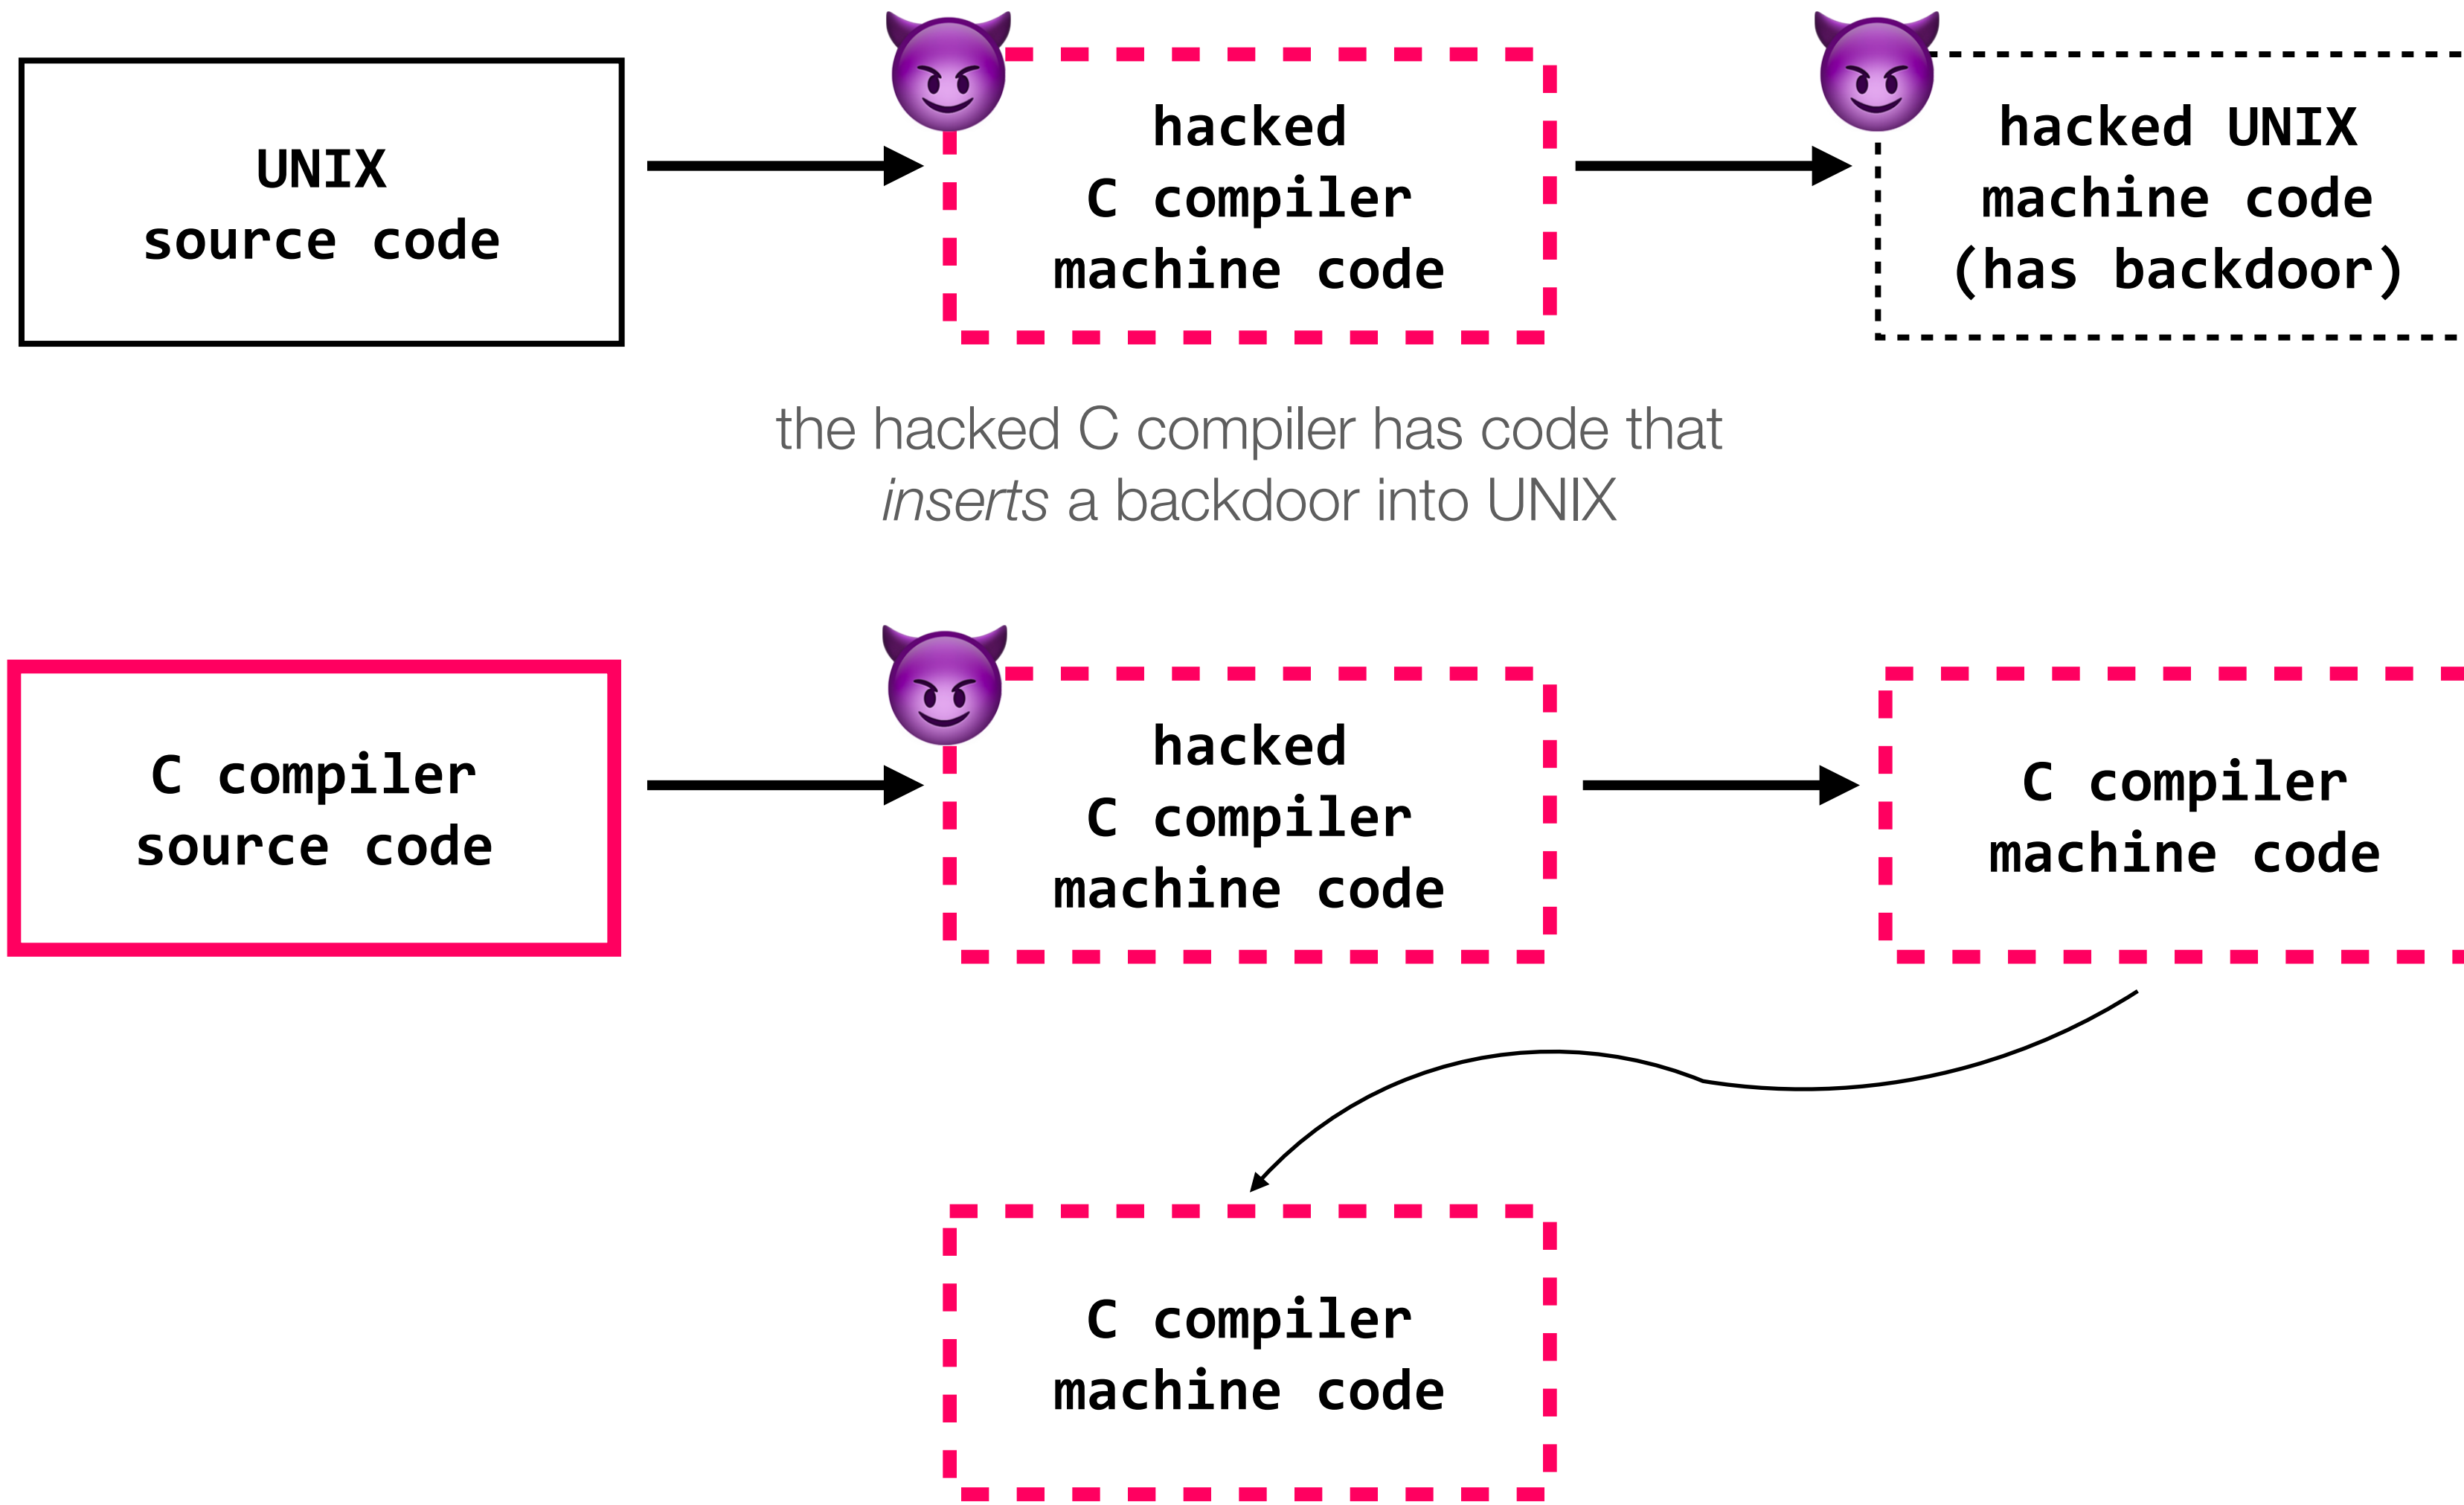 UNIX
source code
hacked
C compiler
machine code
hacked UNIX
machine code
(has backdoor)
the hacked C compiler has code that
inserts a backdoor into UNIX
C compiler
source code
hacked
C compiler
machine code
C compiler
machine code
C compiler
machine code